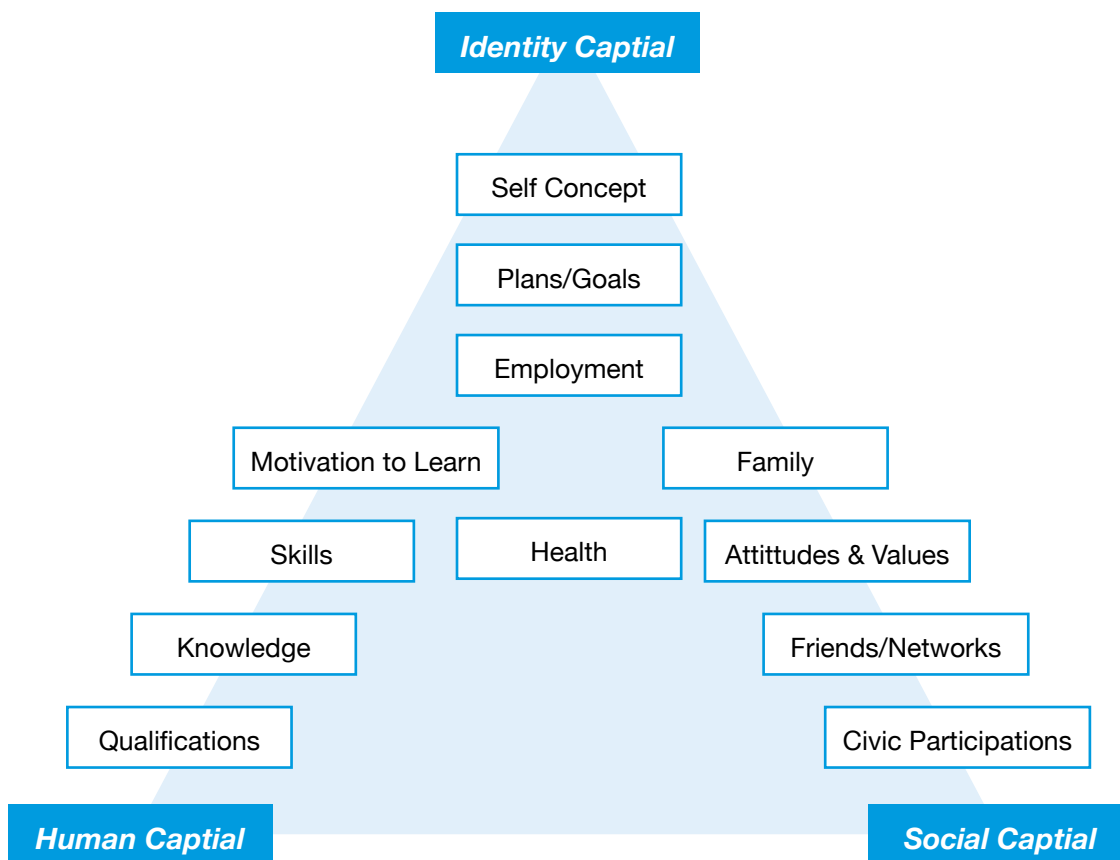 Identity Captial
Self Concept
Plans/Goals
Employment
Motivation to Learn
Family
Skills
Health
Attittudes & Values
Knowledge
Friends/Networks
Qualifications
Civic Participations
Human Captial
Social Captial